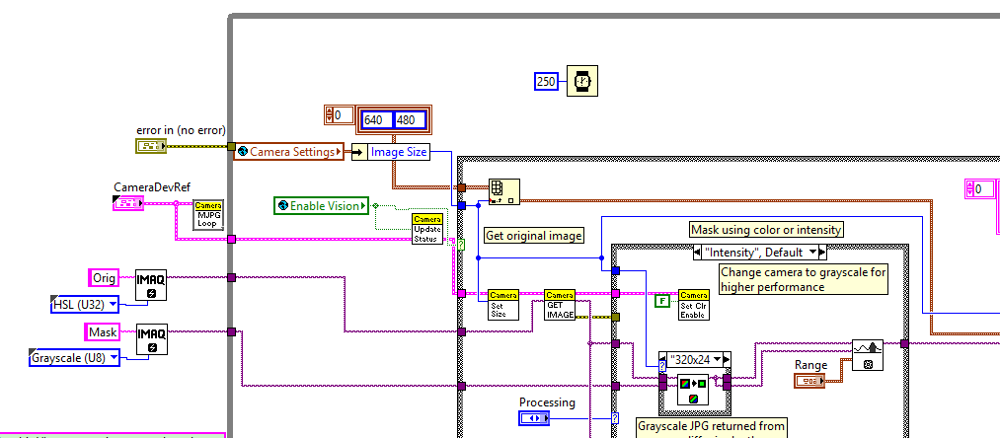 250
0
640 480
error in (no error)
Camera Settings
Image Size
CameraDevRef
Camera
MJPG
Loop
Enable Vision
Camera
Update
Status
?
Get original image
0
Mask using color or intensity
"Intensity", Default
Change camera to grayscale for
higher performance
Orig
IMAQ
HSL (U32)
Camera
Set
Size
Camera
GET
IMAGE
F
Camera
Set Clr
Enable
Mask
IMAQ
Grayscale (U8)
"320x24
?
Range
Processing
?
Grayscale JPG returned from